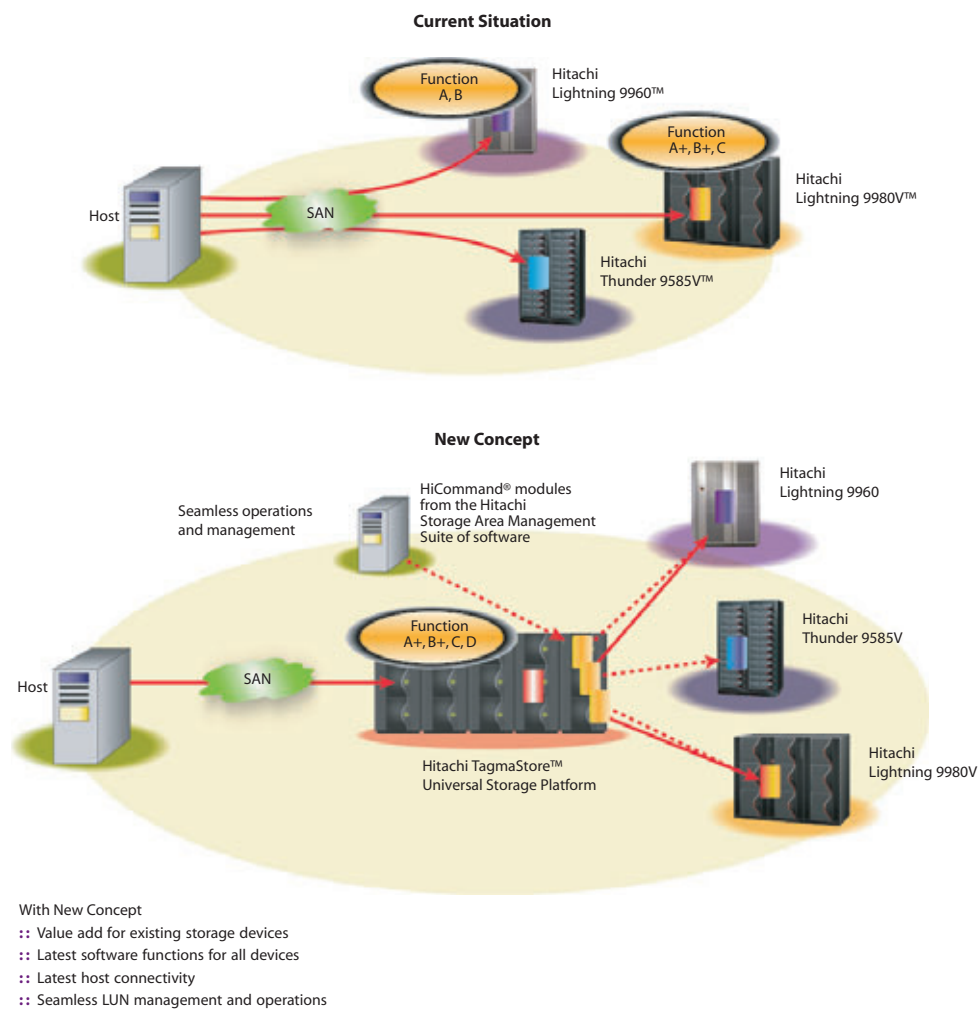 Current Situation
Function
A, B
Hitachi
Lightning 9960™
Function
A+, B+, C
Hitachi
Lightning 9980V™
Host
SAN
Hitachi
Thunder 9585V™
New Concept
Seamless operations
and management
HiCommand® modules
from the Hitachi
Storage Area Management
Suite of software
Hitachi
Lightning 9960
Function
A+, B+, C, D
Hitachi
Thunder 9585V
Host
SAN
Hitachi TagmaStore™
Universal Storage Platform
Hitachi
Lightning 9980V
With New Concept
:: Value add for existing storage devices
:: Latest software functions for all devices
:: Latest host connectivity
:: Seamless LUN management and operations